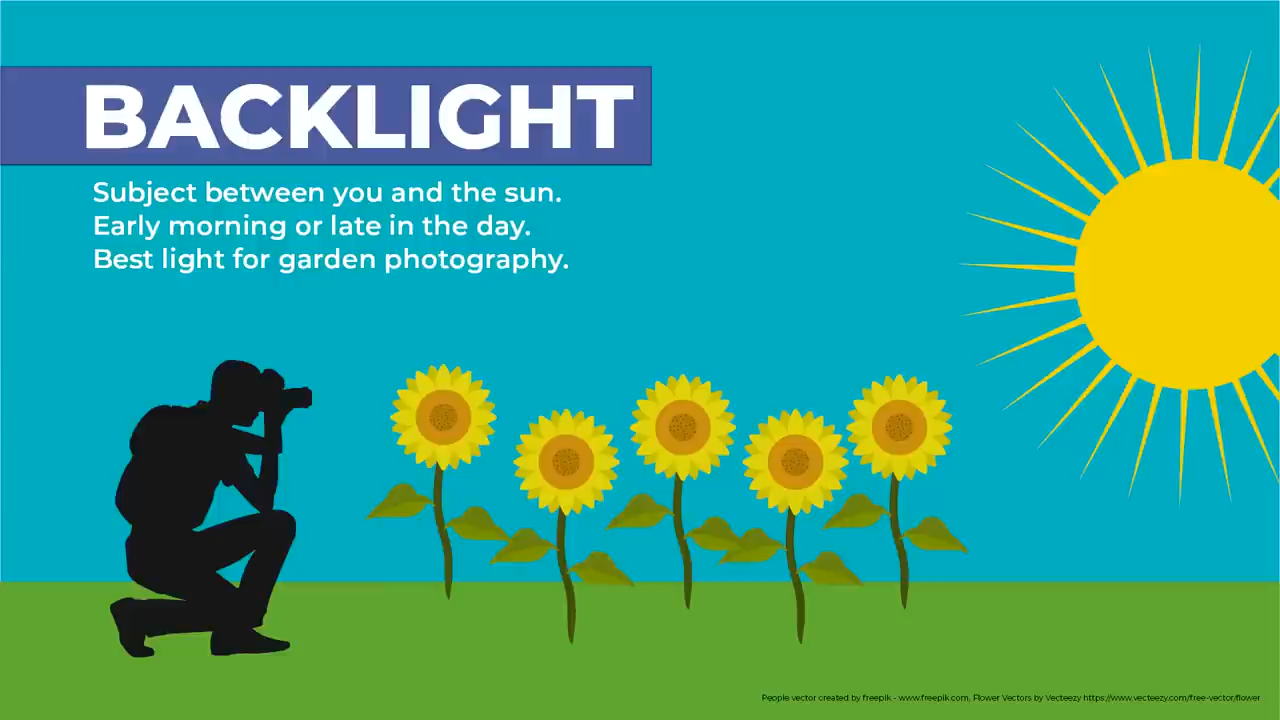 BACKLIGHT
Subject between you and the sun.
Early morning or late in the day.
Best light for garden photography.
People vector created by freepik - www.freepik.com, Flower Vectors by Vecteezy https://www.vecteezy.com/free-vector/flower